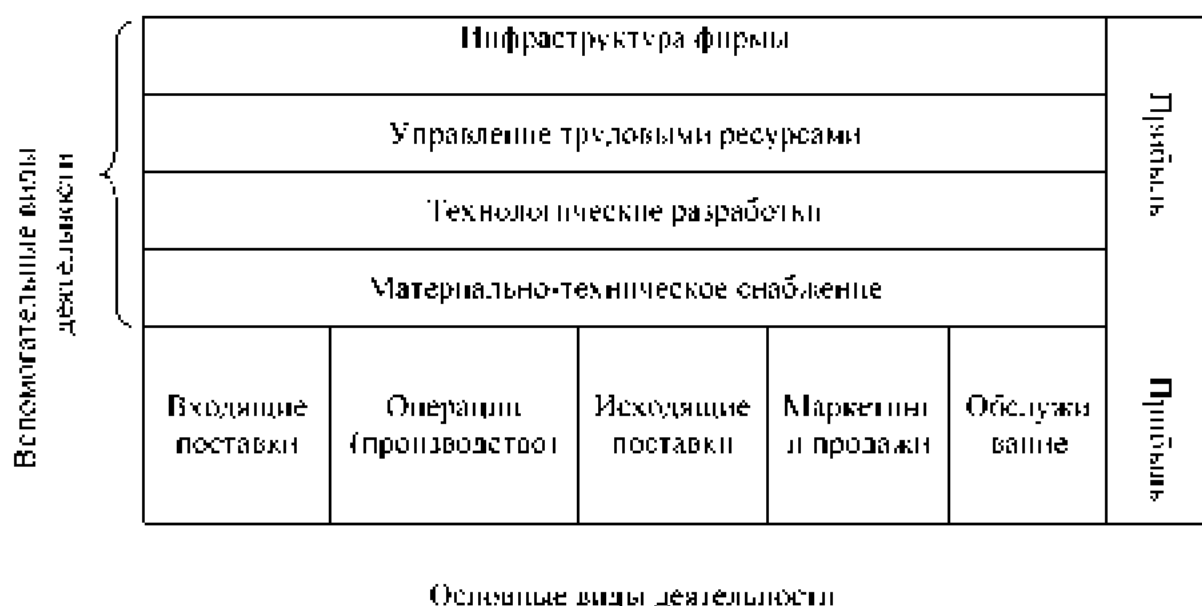 Вспомогательные виды
деятельности
Инфраструктура фирмы
Управление трудовыми ресурсами
Технологические разработки
Материально-техническое снабжение
Прибыль
Входящие
поставки
Операции
(производство)
Исходящие
поставки
Маркетинг
и продажи
Обслужи
вание
Прибыль
Основные виды деятельности